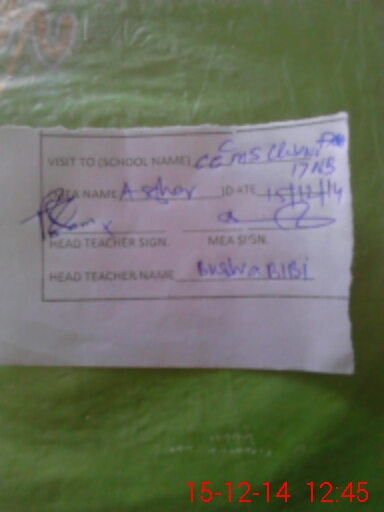 VISIT TO (SCHOOL NAME) 17NB
MEA NAME Asghar DATE 15/12/14
HEAD TEACHER SIGN. MEA SIGN.
HEAD TEACHER NAME Bushra BIBI
15-12-14 12:45